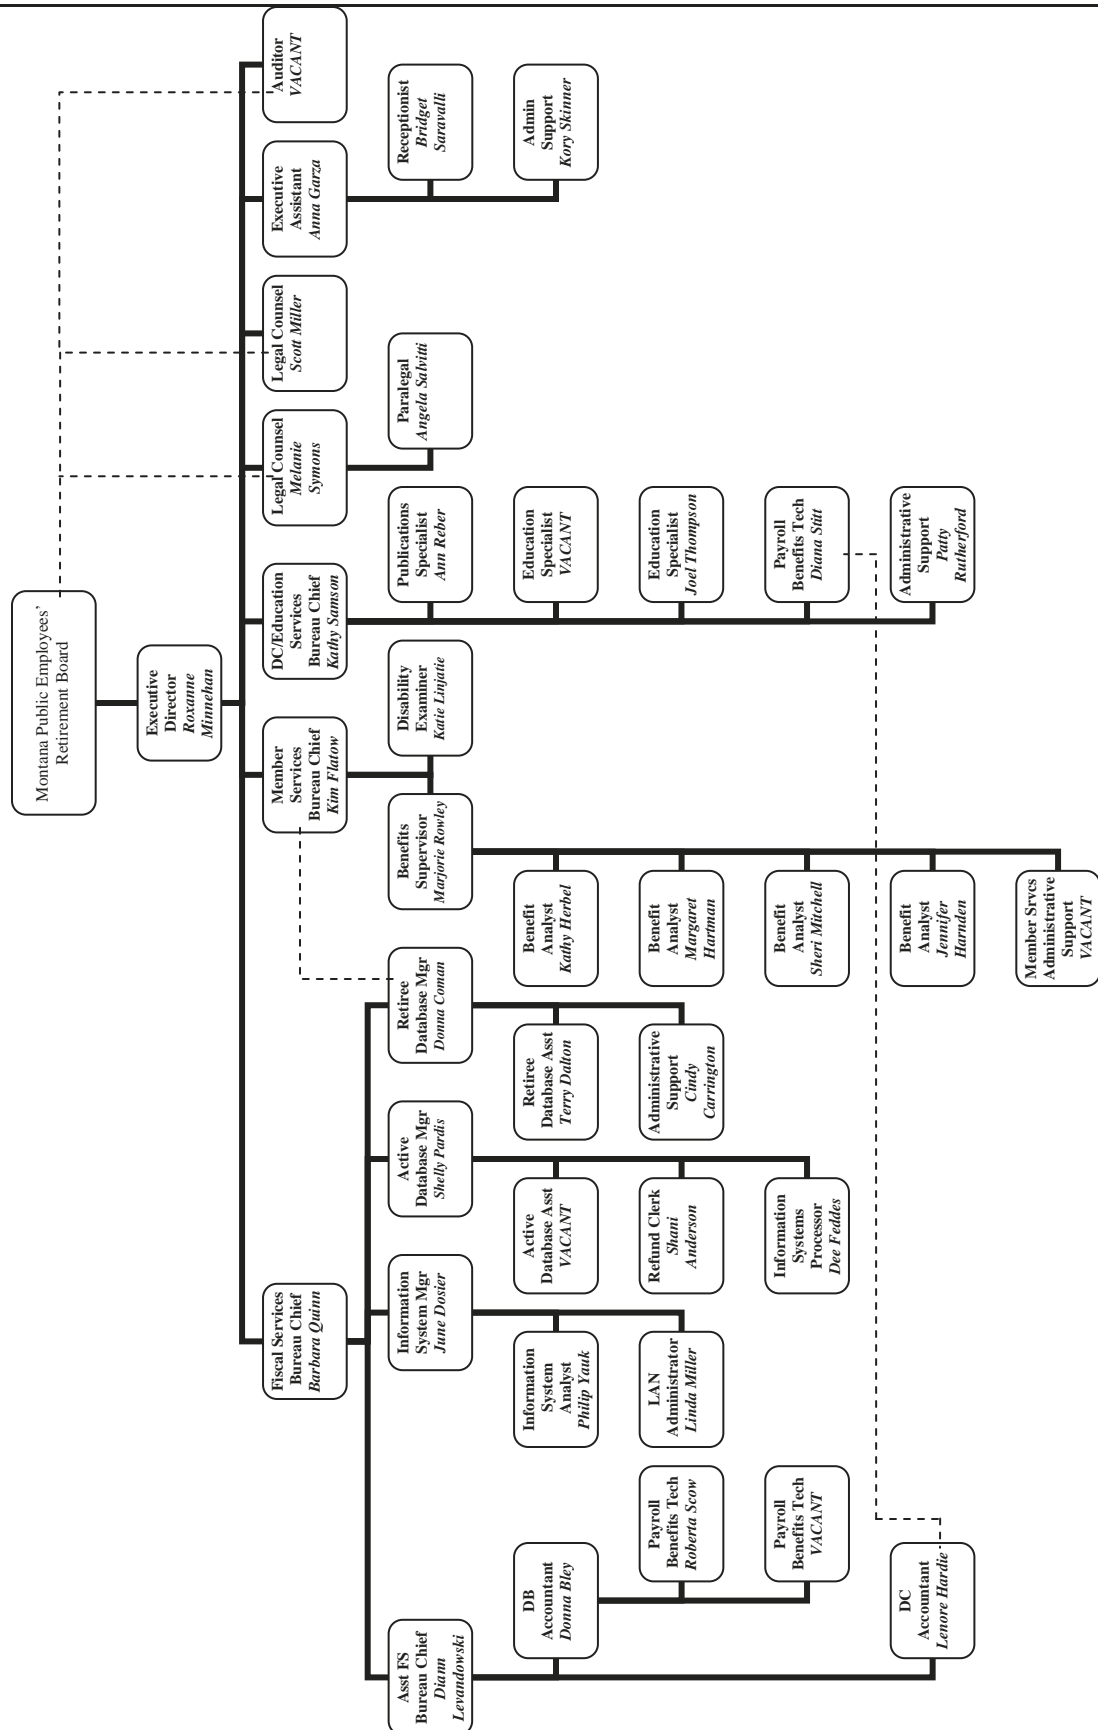 Montana Public Employees'
Retirement Board
Executive
Director
Roxanne
Minnehan
Fiscal Services
Bureau Chief
Barbara Quinn
Member
Services
Bureau Chief
Kim Flatow
DC/Education
Services
Bureau Chief
Kathy Samson
Legal Counsel
Melanie
Symons
Legal Counsel
Scott Miller
Executive
Assistant
Anna Garza
Auditor
VACANT
Asst FS
Bureau Chief
Diann
Levandowski
Information
System Mgr
June Dosier
Active
Database Mgr
Shelly Pardis
Retiree
Database Mgr
Donna Coman
Benefits
Supervisor
Marjorie Rowley
Disability
Examiner
Katie Linjatie
Publications
Specialist
Ann Reber
Paralegal
Angela Salvitti
Receptionist
Bridget
Saravalli
DB
Accountant
Donna Bley
Information
System
Analyst
Philip Yauk
Active
Database Asst
VACANT
Retiree
Database Asst
Terry Dalton
Benefit
Analyst
Kathy Herbel
Education
Specialist
VACANT
Admin
Support
Kory Skinner
Payroll
Benefits Tech
Roberta Scow
LAN
Administrator
Linda Miller
Refund Clerk
Shani
Anderson
Administrative
Support
Cindy
Carrington
Benefit
Analyst
Margaret
Hartman
Education
Specialist
Joel Thompson
Payroll
Benefits Tech
VACANT
Information
Systems
Processor
Dee Feddes
Benefit
Analyst
Sheri Mitchell
Payroll
Benefits Tech
Diana Stitt
DC
Accountant
Lenore Hardie
Benefit
Analyst
Jennifer
Harnden
Administrative
Support
Patty
Rutherford
Member Srvcs
Administrative
Support
VACANT